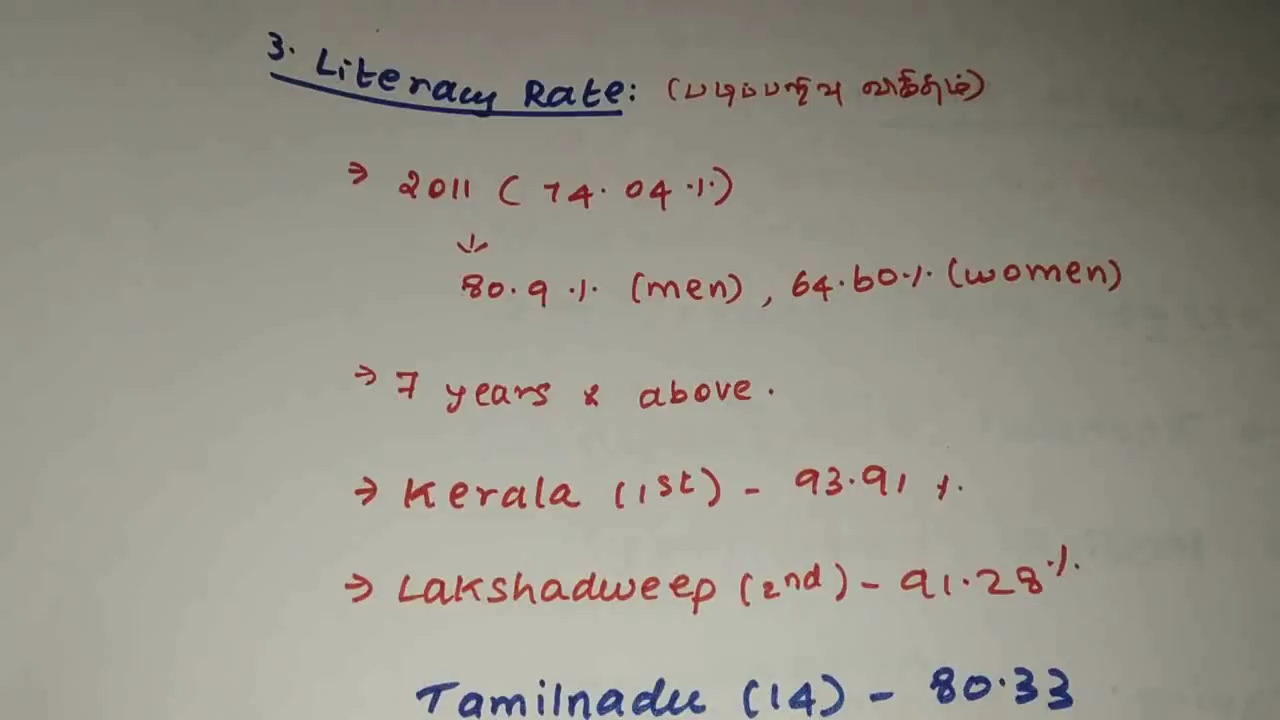 3. Literacy Rate: (படிப்பறிவு விகிதம்)
→ 2011 (74.04%)
↓
80.9% (men), 64.60% (women)
→ 7 years & above.
→ Kerala (1st) - 93.91%
→ Lakshadweep (2nd) - 91.28%
Tamilnadu (14) - 80.33